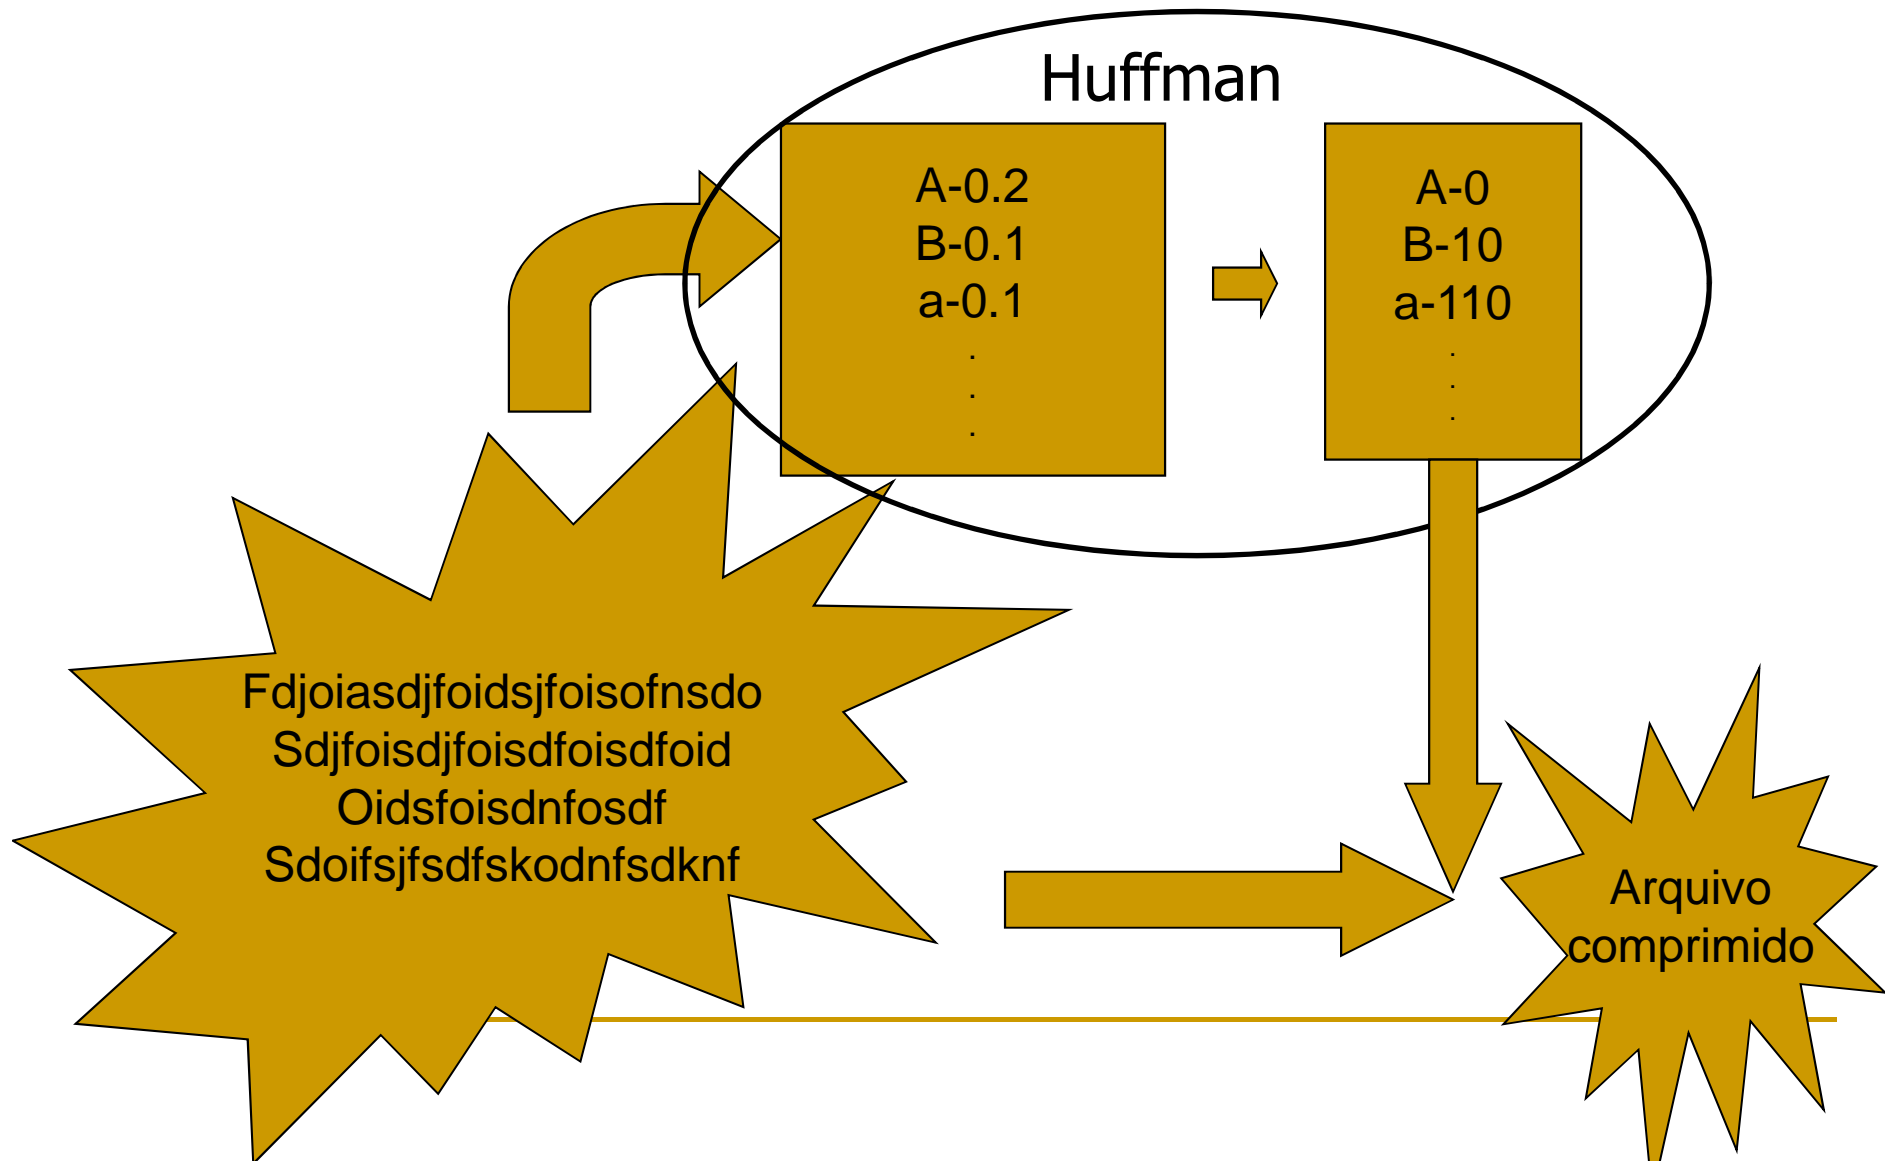 Huffman
A-0.2
B-0.1
a-0.1
.
.
.
A-0
B-10
a-110
.
.
.
Fdjoiasdjfoidsjfoisofnsdo
Sdjfoisdjfoisdfoisdfoid
Oidsfoisdnfosdf
Sdoifsjfsdfskodnfsdknf
Arquivo
comprimido